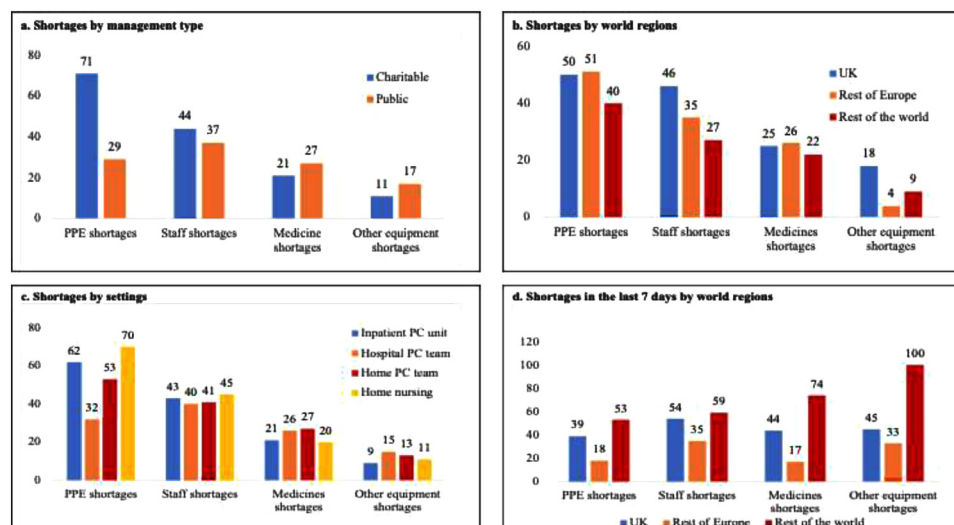 a. Shortages by management type
80
60
40
20
0
71
29
44
37
21
27
11
17
Charitable
Public
PPE shortages
Staff shortages
Medicine
shortages
Other equipment
shortages
b. Shortages by world regions
60
40
20
0
50
51
40
46
35
27
25
26
22
18
4
9
UK
Rest of Europe
Rest of the world
PPE shortages
Staff shortages
Medicines
shortages
Other equipment
shortages
c. Shortages by settings
80
60
40
20
0
62
32
53
70
43
40
41
45
21
26
27
20
9
15
13
11
Inpatient PC unit
Hospital PC team
Home PC team
Home nursing
PPE shortages
Staff shortages
Medicines
shortages
Other equipment
shortages
d. Shortages in the last 7 days by world regions
120
100
80
60
40
20
0
39
18
53
54
35
59
44
17
74
45
33
100
PPE shortages
Staff shortages
Medicines
shortages
Other equipment
shortages
UK
Rest of Europe
Rest of the world